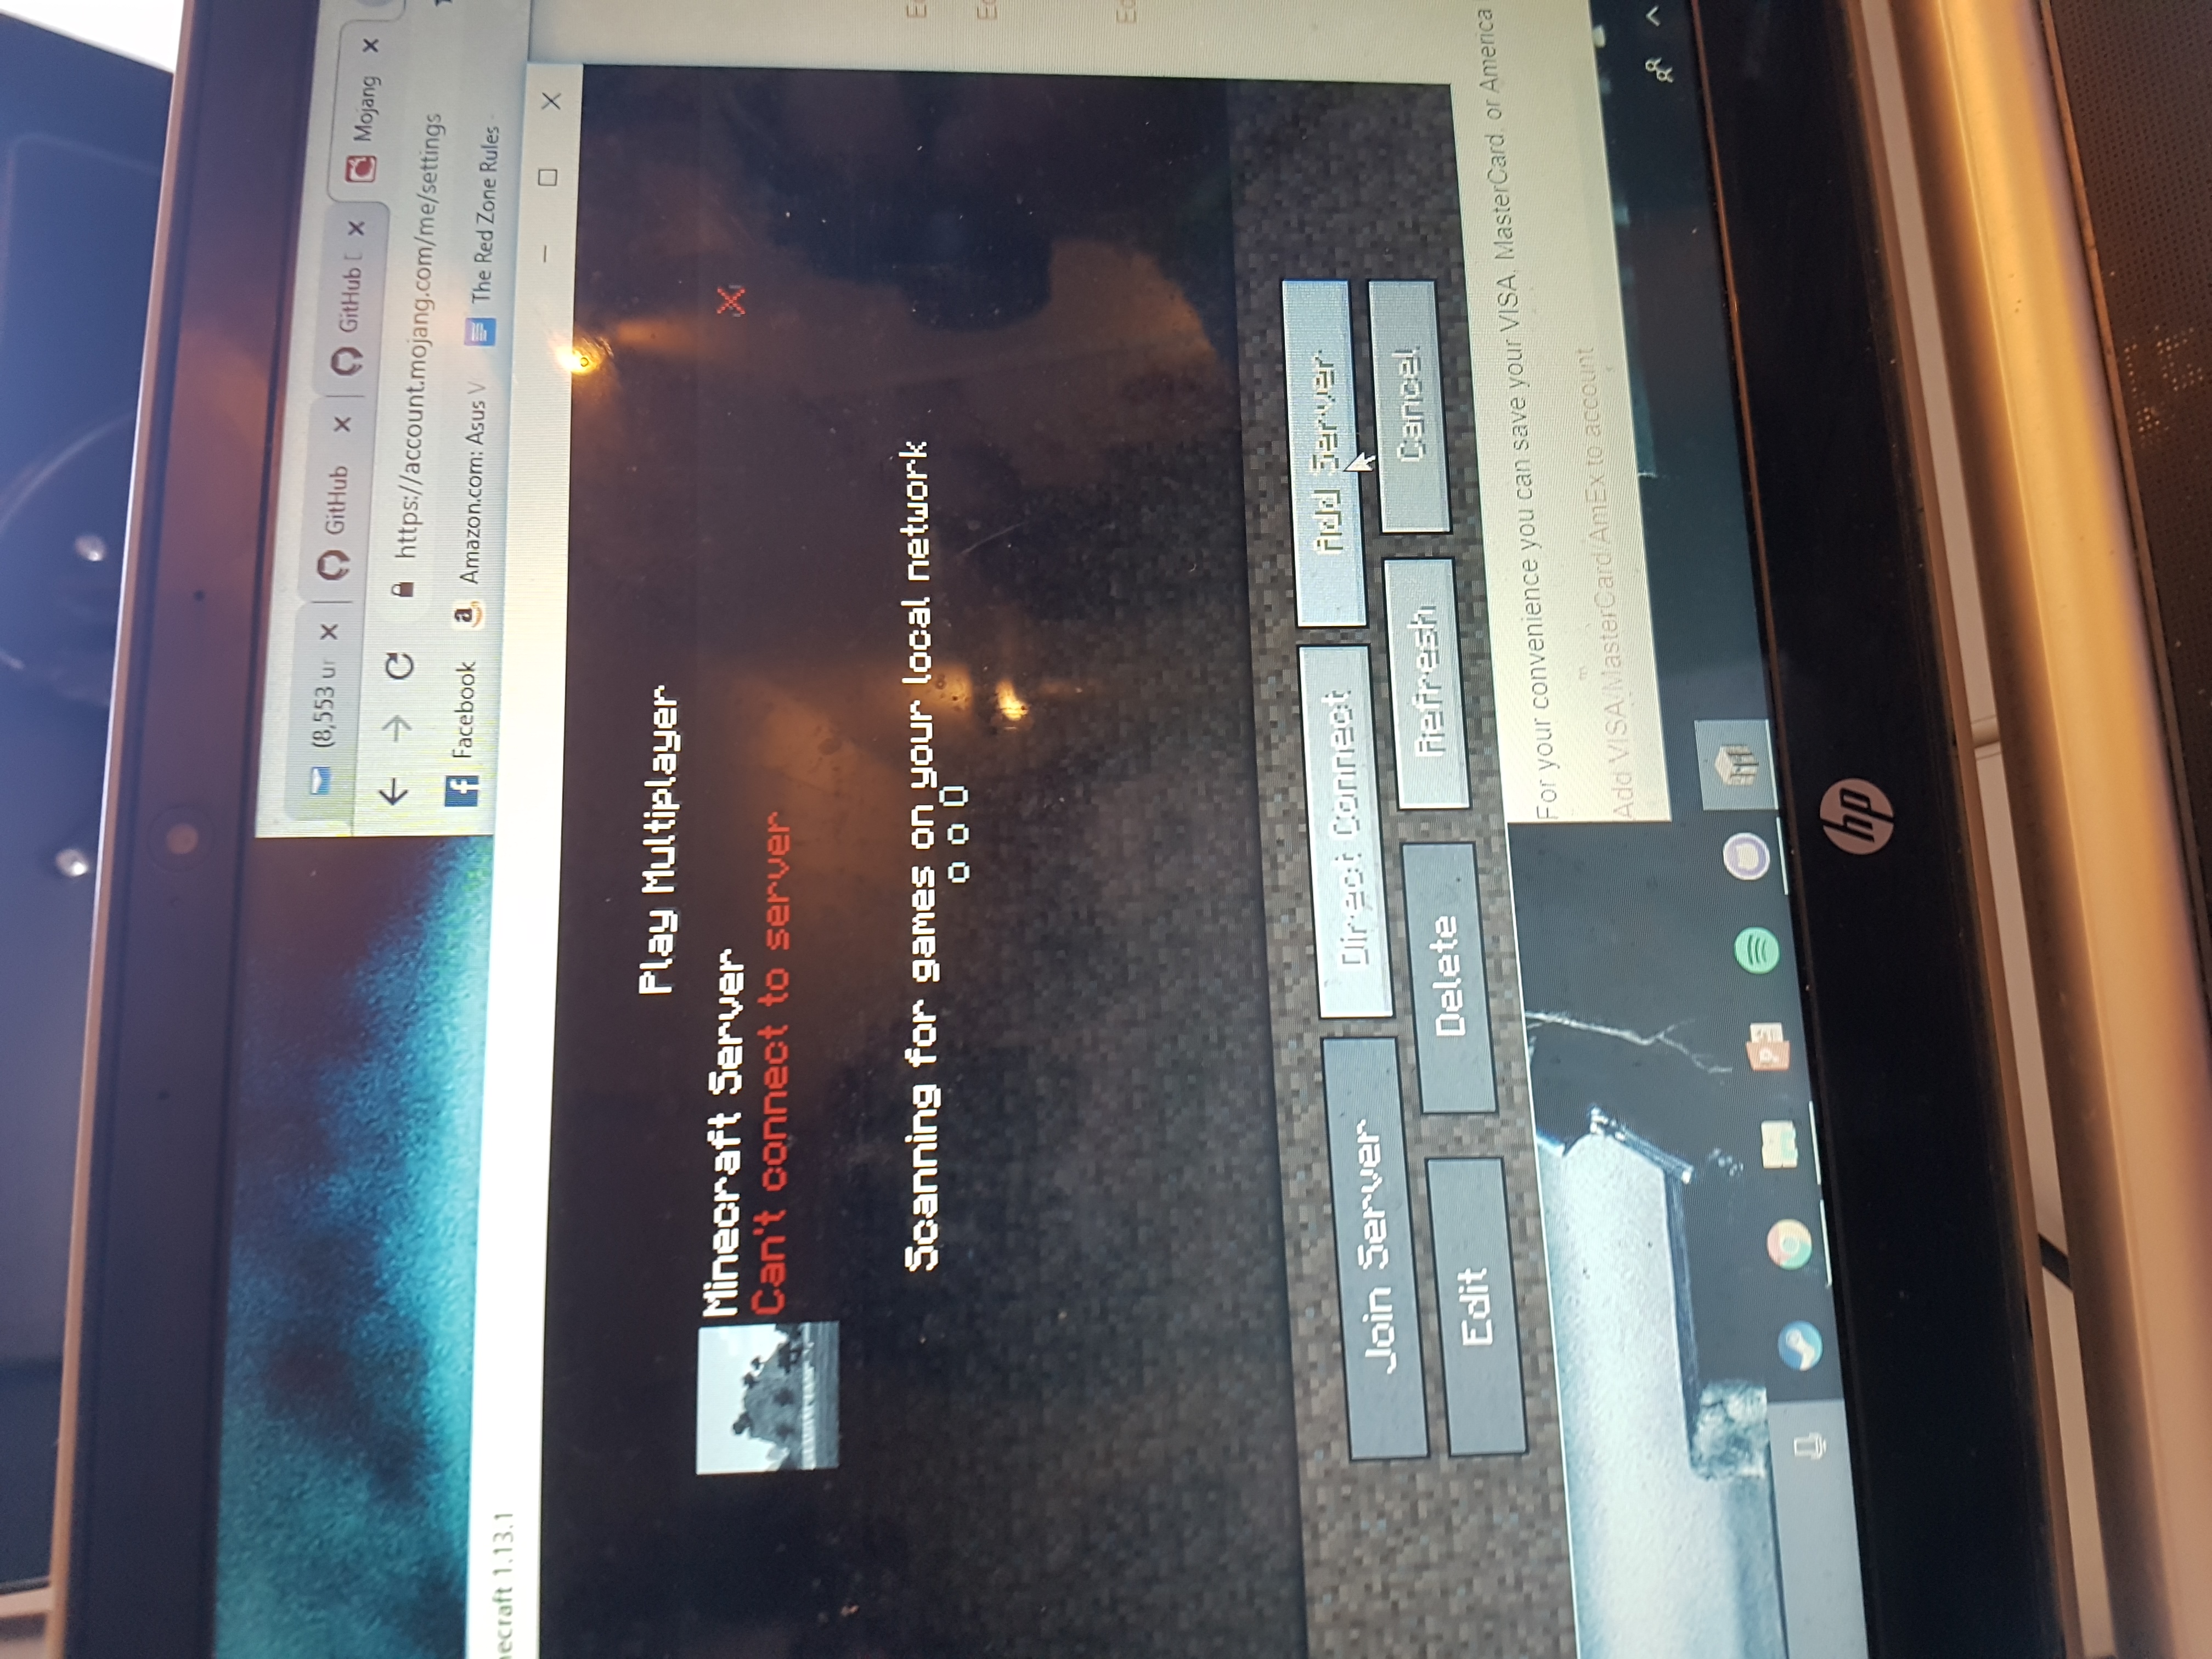 (8,553 ur
GitHub
GitHub
Mojang
https://account.mojang.com/me/settings
Facebook
a
Amazon.com: Asus V
The Red Zone Rules -
necraft 1.13.1
Play Multiplayer
Minecraft Server
Can't connect to server
Scanning for games on your local network
o o O
Join Server
Direct Connect
Add Server
Edit
Delete
Refresh
Cancel
For your convenience you can save your VISA, MasterCard, or America
Add VISA/MasterCard/AmEx to account
hp